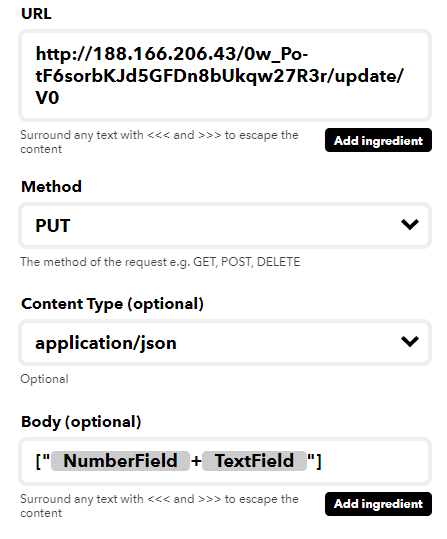 URL
http://188.166.206.43/0w_Po-
tF6sorbKJd5GFDn8bUkqw27R3r/update/
V0
Surround any text with <<< and >>> to escape the
content
Add ingredient
Method
PUT
The method of the request e.g. GET, POST, DELETE
Content Type (optional)
application/json
Optional
Body (optional)
[" NumberField + TextField "]
Surround any text with <<< and >>> to escape the
content
Add ingredient